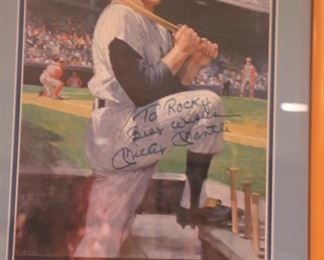 To Rocky
Best Wishes
Mickey Mantle